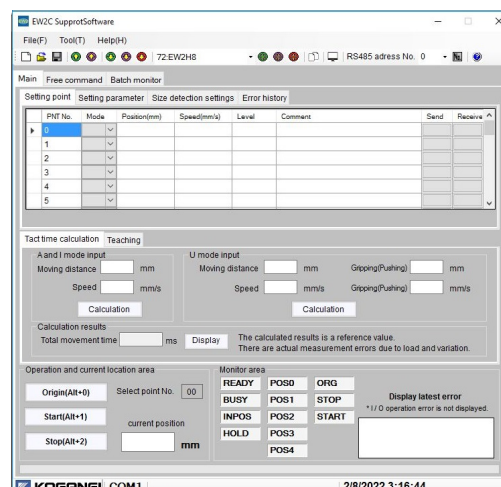 EW2C SupprotSoftware
File(F) Tool(T) Help(H)
72:EW2H8 RS485 adress No. 0
Main Free command Batch monitor
Setting point Setting parameter Size detection settings Error history
PNT No. Mode Position(mm) Speed(mm/s) Level Comment Send Receive
0
1
2
3
4
5
Tact time calculation Teaching
A and I mode input U mode input
Moving distance mm Moving distance mm Gripping(Pushing) mm
Speed mm/s Speed mm/s Gripping(Pushing) mm/s
Calculation Calculation
Calculation results
Total movement time ms Display The calculated results is a reference value.
There are actual measurement errors due to load and variation.
Operation and current location area Monitor area
Origin(Alt+0) Select point No. 00 READY POS0 ORG
BUSY POS1 STOP Display latest error
Start(Alt+1) INPOS POS2 START * I / O operation error is not displayed.
current position HOLD POS3
Stop(Alt+2) mm POS4
KOGANEI COM1 2/8/2022 3:16:44